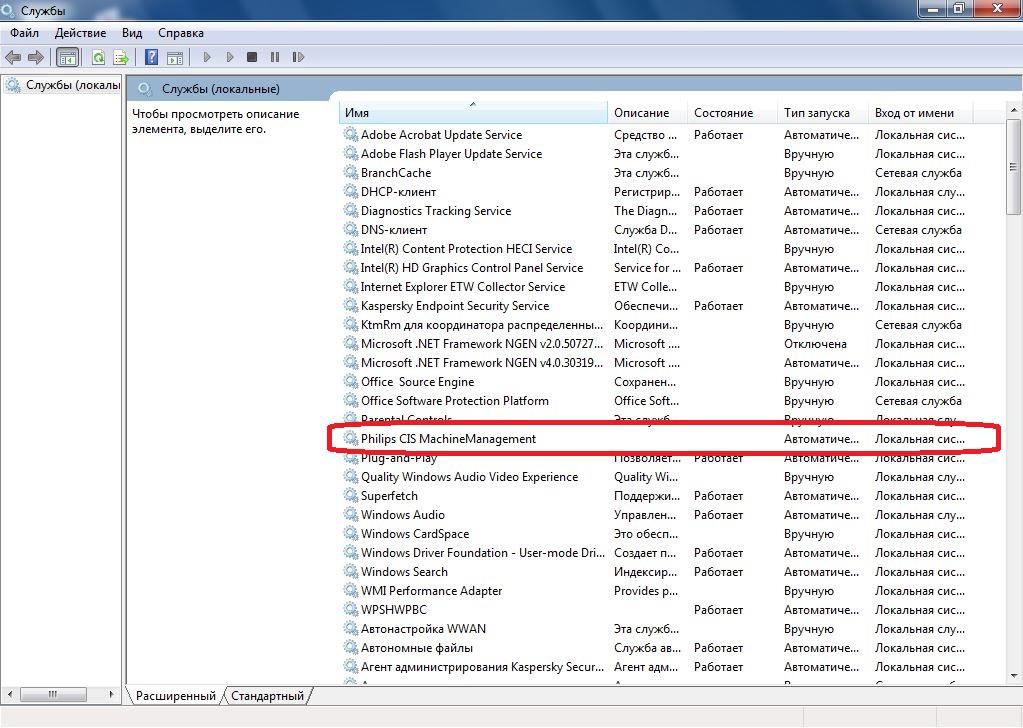 Службы
Файл Действие Вид Справка
Службы (локалы
Службы (локальные)
Чтобы просмотреть описание
элемента, выделите его.
Имя Описание Состояние Тип запуска Вход от имени
Adobe Acrobat Update Service Средство ... Работает Автоматиче... Локальная сис...
Adobe Flash Player Update Service Эта служб... Вручную Локальная сис...
BranchCache Эта служб... Вручную Сетевая служба
DHCP-клиент Регистрир... Работает Автоматиче... Локальная слу...
Diagnostics Tracking Service The Diagn... Работает Автоматиче... Локальная сис...
DNS-клиент Служба D... Работает Автоматиче... Сетевая служба
Intel(R) Content Protection HECI Service Intel(R) Co... Вручную Локальная сис...
Intel(R) HD Graphics Control Panel Service Service for ... Работает Автоматиче... Локальная сис...
Internet Explorer ETW Collector Service ETW Colle... Вручную Локальная сис...
Kaspersky Endpoint Security Service Обеспечи... Работает Автоматиче... Локальная сис...
KtmRm для координатора распределенны... Координи... Вручную Сетевая служба
Microsoft .NET Framework NGEN v2.0.50727... Microsoft .... Отключена Локальная сис...
Microsoft .NET Framework NGEN v4.0.30319... Microsoft .... Автоматиче... Локальная сис...
Office Source Engine Сохранен... Вручную Локальная сис...
Office Software Protection Platform Office Soft... Вручную Сетевая служба
Parental Controls Эта служб... Вручную Локальная слу...
Philips CIS MachineManagement Автоматиче... Локальная сис...
Plug-and-Play Позволяет... Работает Автоматиче... Локальная сис...
Quality Windows Audio Video Experience Quality Wi... Вручную Локальная слу...
Superfetch Поддержи... Работает Автоматиче... Локальная сис...
Windows Audio Управлен... Работает Автоматиче... Локальная слу...
Windows CardSpace Это обесп... Вручную Локальная сис...
Windows Driver Foundation - User-mode Dri... Создает п... Работает Автоматиче... Локальная сис...
Windows Search Индексир... Работает Автоматиче... Локальная сис...
WMI Performance Adapter Provides p... Вручную Локальная сис...
WPSHWPBC Работает Автоматиче... Локальная сис...
Автонастройка WWAN Эта служб... Вручную Локальная слу...
Автономные файлы Служба ав... Работает Автоматиче... Локальная сис...
Агент администрирования Kaspersky Secur... Агент адм... Работает Автоматиче... Локальная сис...
Расширенный Стандартный